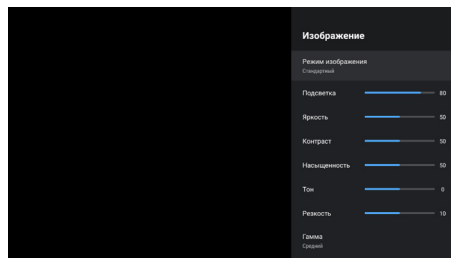 Изображение
Режим изображения
Стандартный
Подсветка 80
Яркость 50
Контраст 50
Насыщенность 50
Тон 0
Резкость 10
Гамма
Средний